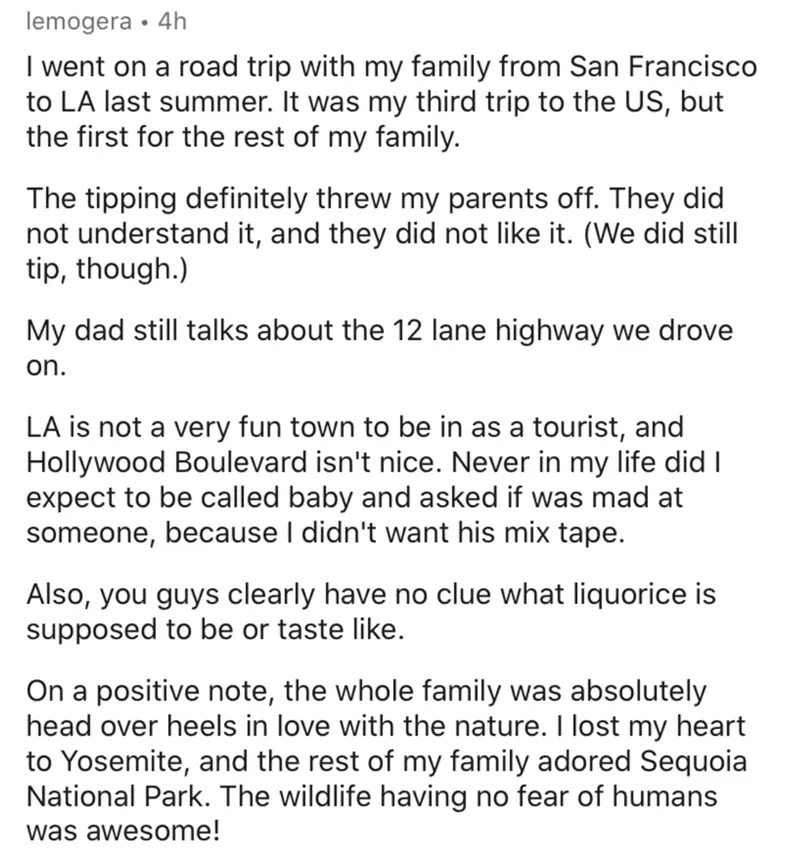 lemogera • 4h
I went on a road trip with my family from San Francisco
to LA last summer. It was my third trip to the US, but
the first for the rest of my family.
The tipping definitely threw my parents off. They did
not understand it, and they did not like it. (We did still
tip, though.)
My dad still talks about the 12 lane highway we drove
on.
LA is not a very fun town to be in as a tourist, and
Hollywood Boulevard isn't nice. Never in my life did I
expect to be called baby and asked if was mad at
someone, because I didn't want his mix tape.
Also, you guys clearly have no clue what liquorice is
supposed to be or taste like.
On a positive note, the whole family was absolutely
head over heels in love with the nature. I lost my heart
to Yosemite, and the rest of my family adored Sequoia
National Park. The wildlife having no fear of humans
was awesome!